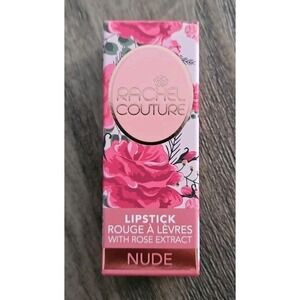 RACHEL
COUTURE
LIPSTICK
ROUGE À LÈVRES
WITH ROSE EXTRACT
NUDE